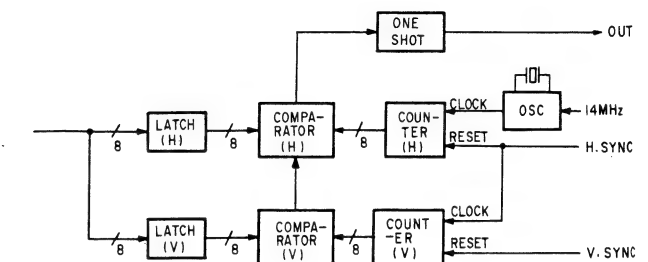 ONE
SHOT
OUT
LATCH
(H)
COMPA-
RATOR
(H)
COUN-
TER
(H)
CLOCK
OSC
14MHz
RESET
H.SYNC
8
8
8
LATCH
(V)
COMPA-
RATOR
(V)
COUNT
-ER
(V)
CLOCK
RESET
V.SYNC
8
8
8